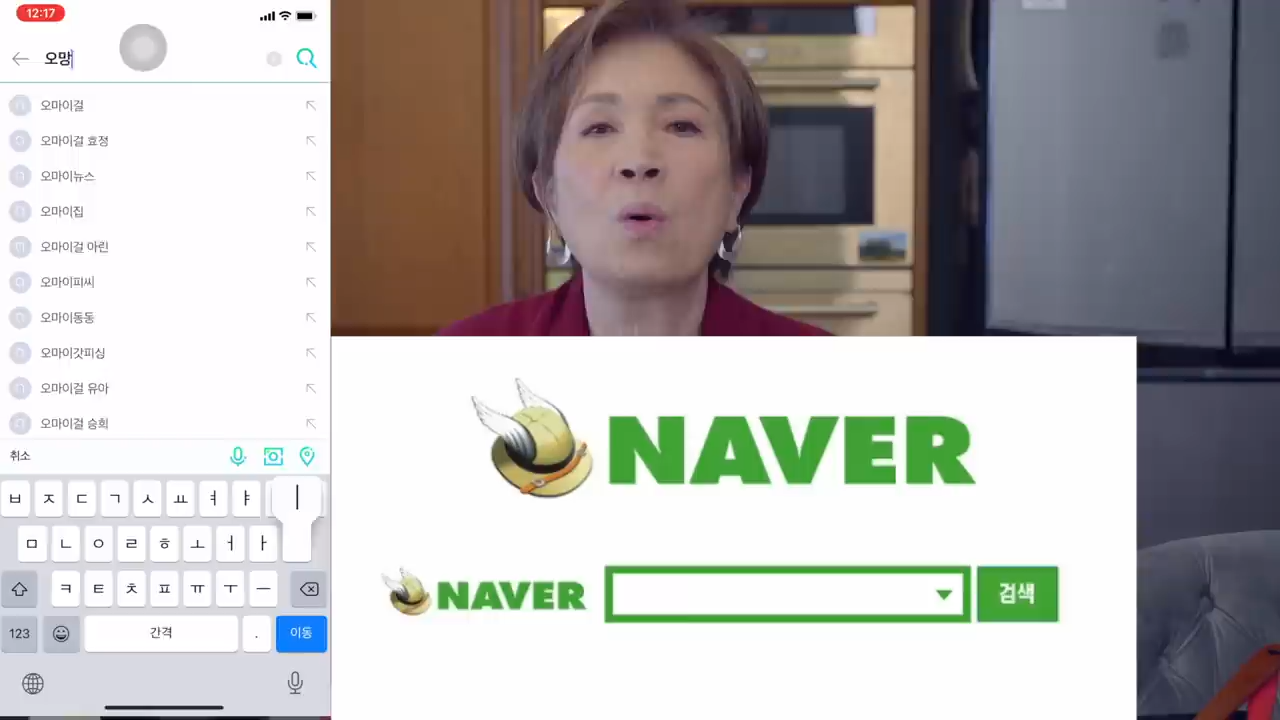 12:17
오망
오마이걸
오마이걸 효정
오마이뉴스
오마이집
오마이걸 아린
오마이피씨
오마이동동
오마이갓피싱
오마이걸 유아
오마이걸 승희
취소
ㅂ ㅈ ㄷ ㄱ ㅅ ㅛ ㅕ ㅑ ㅣ
ㅁ ㄴ ㅇ ㄹ ㅎ ㅗ ㅓ ㅏ
ㅋ ㅌ ㅊ ㅍ ㅠ ㅜ ㅡ
123 간격 . 이동
NAVER
NAVER 검색